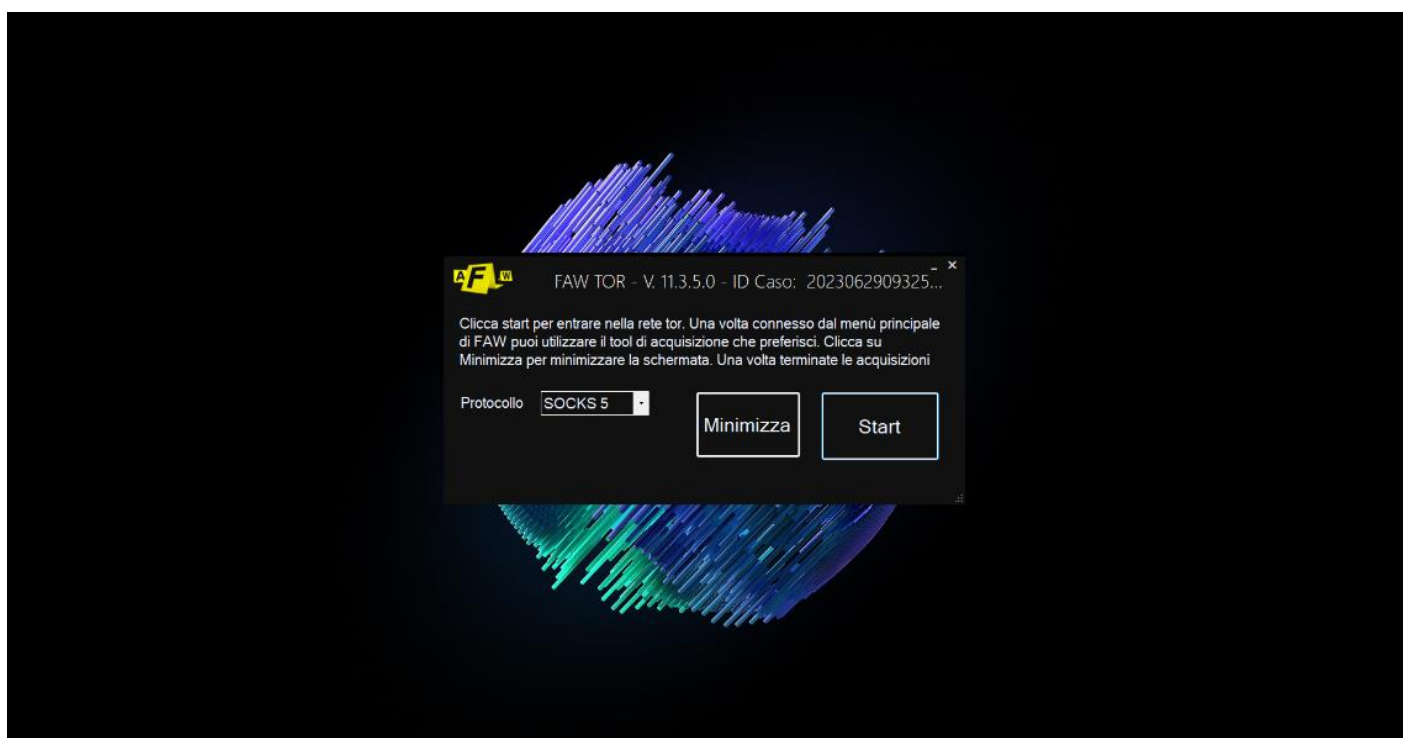 A F W
FAW TOR - V. 11.3.5.0 - ID Caso: 2023062909325...
Clicca start per entrare nella rete tor. Una volta connesso dal menù principale
di FAW puoi utilizzare il tool di acquisizione che preferisci. Clicca su
Minimizza per minimizzare la schermata. Una volta terminate le acquisizioni
Protocollo SOCKS 5 Minimizza Start